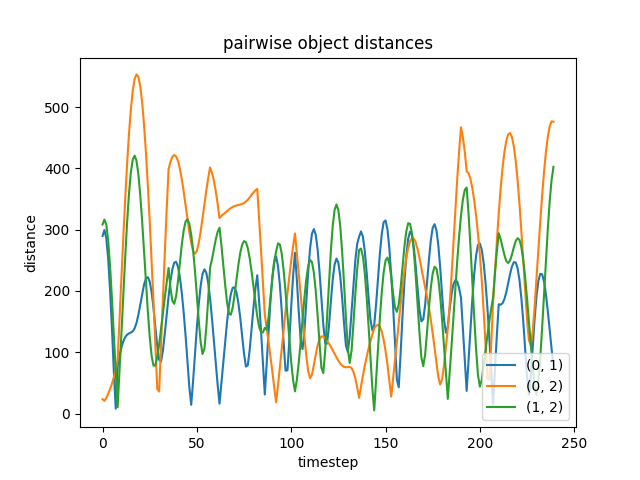 pairwise object distances
distance
500
400
300
200
100
0
0 50 100 150 200 250
timestep
(0, 1)
(0, 2)
(1, 2)